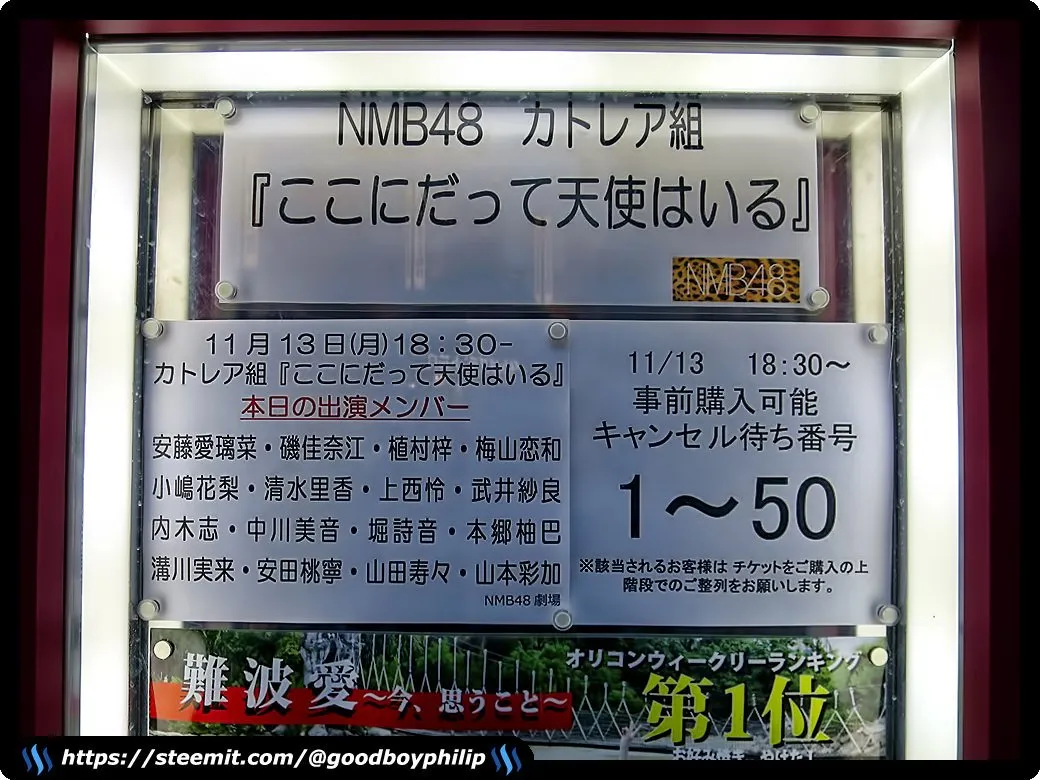 NMB48 カトレア組
『ここにだって天使はいる』
NMB48
11月13日(月)18:30-
カトレア組『ここにだって天使はいる』
本日の出演メンバー
安藤愛璃菜・磯佳奈江・植村梓・梅山恋和
小嶋花梨・清水里香・上西怜・武井紗良
内木志・中川美音・堀詩音・本郷柚巴
溝川実来・安田桃寧・山田寿々・山本彩加
NMB48 劇場
11/13 18:30～
事前購入可能
キャンセル待ち番号
1～50
※該当されるお客様は チケットをご購入の上
階段でのご整列をお願いします。
難波愛～今、思うこと～
オリコンウィークリーランキング
第1位
https://steemit.com/@goodboyphilip